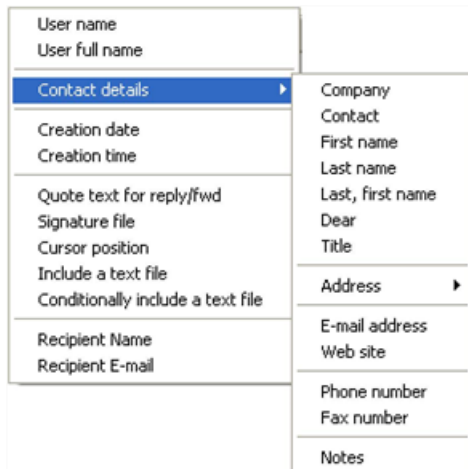 User name
User full name
Contact details
Creation date
Creation time
Quote text for reply/fwd
Signature file
Cursor position
Include a text file
Conditionally include a text file
Recipient Name
Recipient E-mail
Company
Contact
First name
Last name
Last, first name
Dear
Title
Address
E-mail address
Web site
Phone number
Fax number
Notes